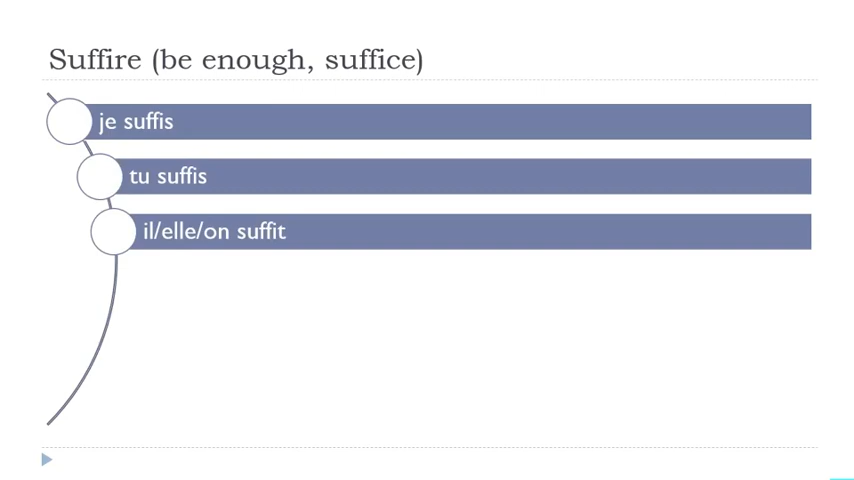 Suffire (be enough, suffice)
je suffis
tu suffis
il/elle/on suffit